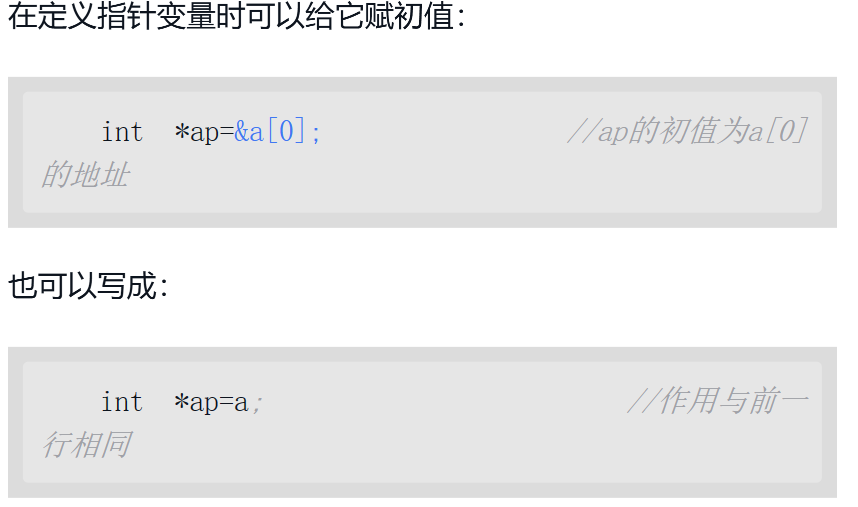 在定义指针变量时可以给它赋初值：
int  *ap=&a[0];                //ap的初值为a[0]
的地址
也可以写成：
int  *ap=a;                        //作用与前一
行相同